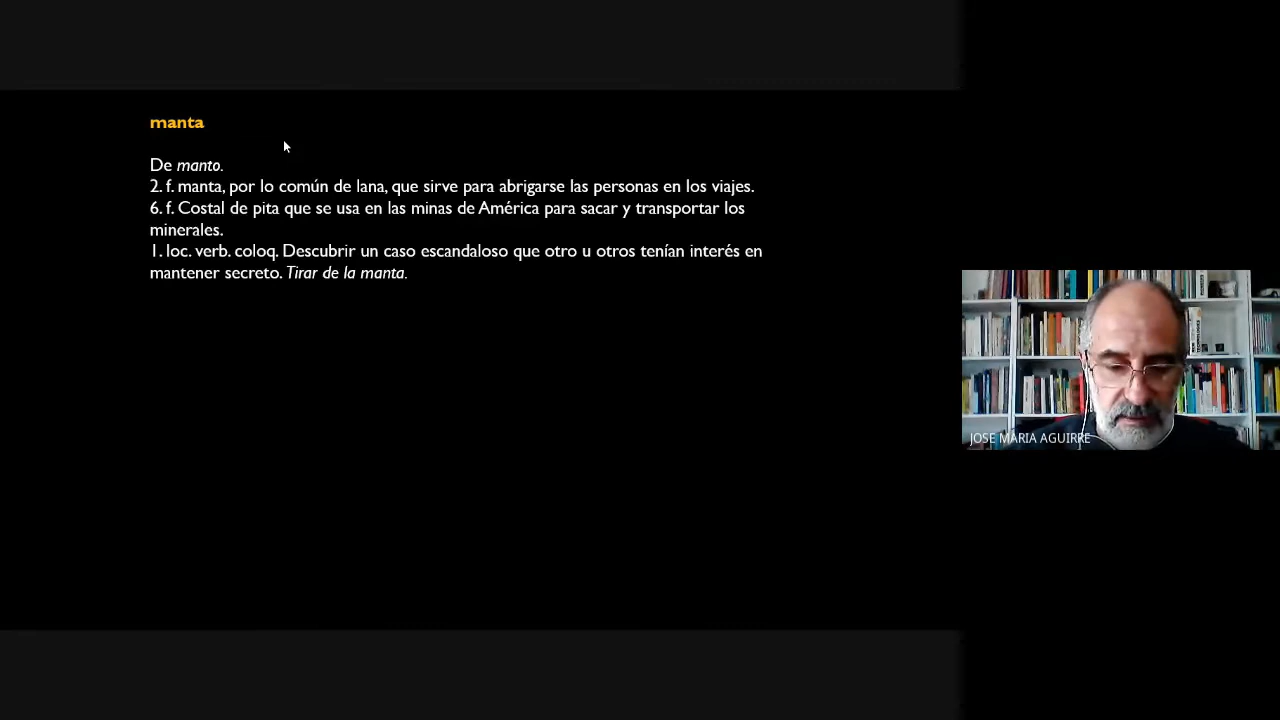 manta
De manto.
2. f. manta, por lo común de lana, que sirve para abrigarse las personas en los viajes.
6. f. Costal de pita que se usa en las minas de América para sacar y transportar los
minerales.
1. loc. verb. coloq. Descubrir un caso escandaloso que otro u otros tenían interés en
mantener secreto. Tirar de la manta.
JOSE MARIA AGUIRRE